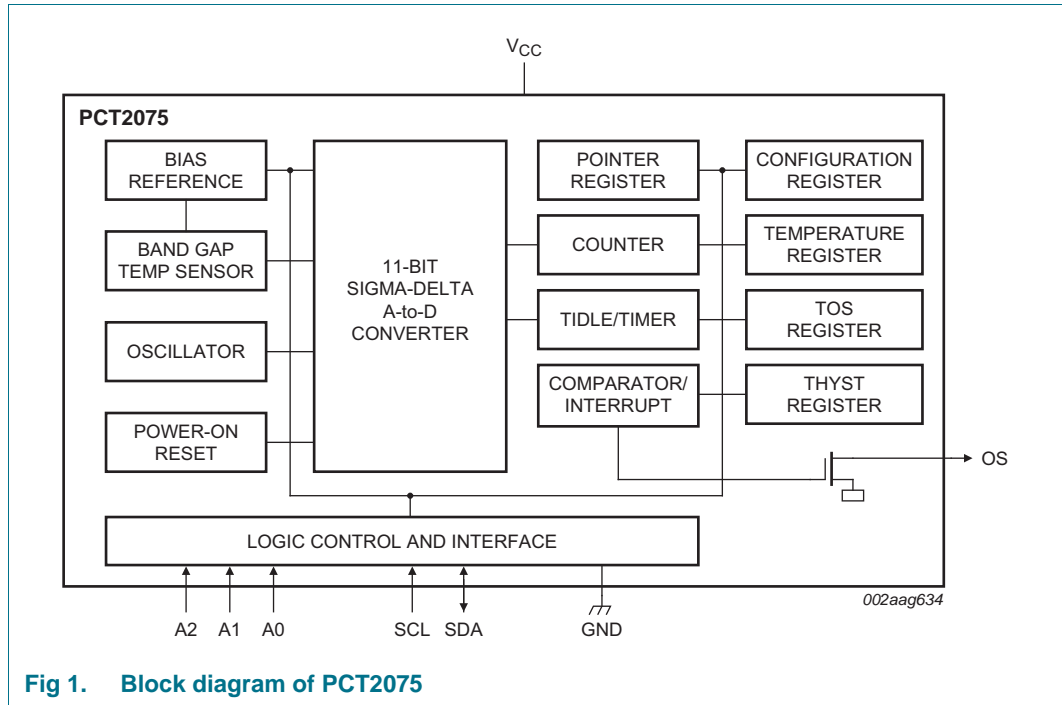 VCC
PCT2075
BIAS
REFERENCE
BAND GAP
TEMP SENSOR
OSCILLATOR
POWER-ON
RESET
11-BIT
SIGMA-DELTA
A-to-D
CONVERTER
POINTER
REGISTER
COUNTER
TIDLE/TIMER
COMPARATOR/
INTERRUPT
CONFIGURATION
REGISTER
TEMPERATURE
REGISTER
TOS
REGISTER
THYST
REGISTER
OS
LOGIC CONTROL AND INTERFACE
A2 A1 A0 SCL SDA GND
002aag634
Fig 1. Block diagram of PCT2075